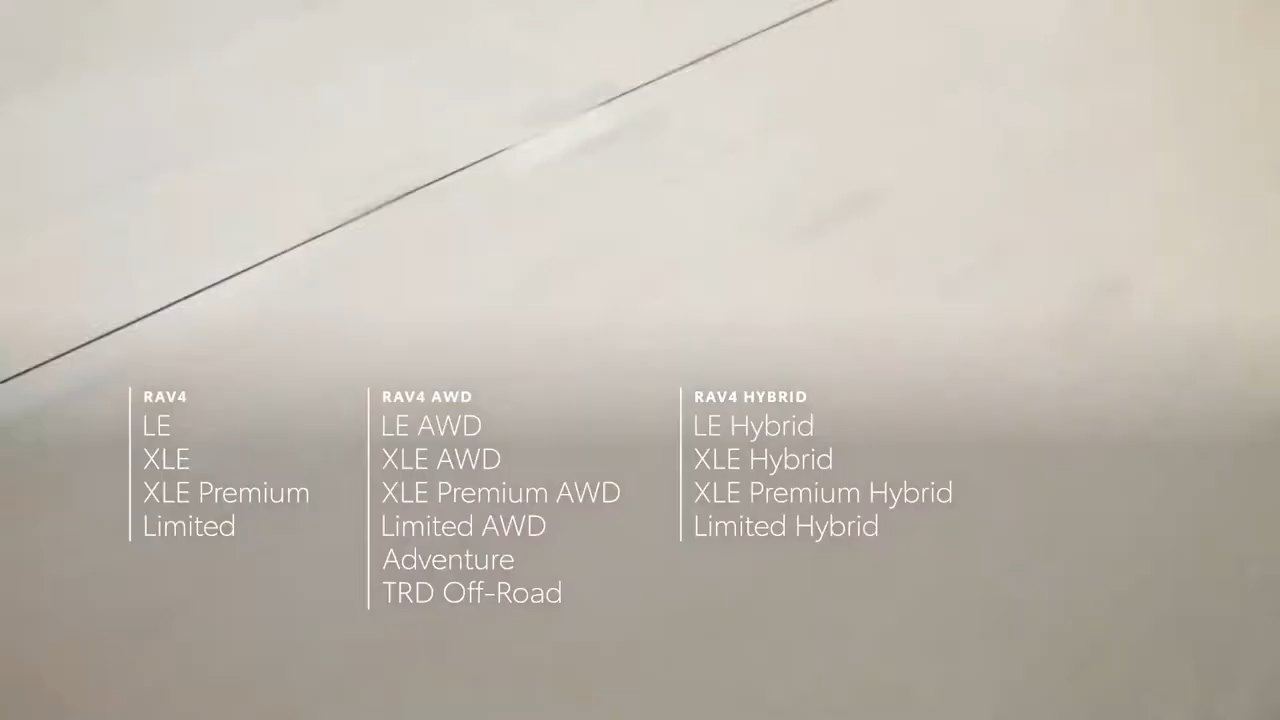 RAV4
LE
XLE
XLE Premium
Limited
RAV4 AWD
LE AWD
XLE AWD
XLE Premium AWD
Limited AWD
Adventure
TRD Off-Road
RAV4 HYBRID
LE Hybrid
XLE Hybrid
XLE Premium Hybrid
Limited Hybrid